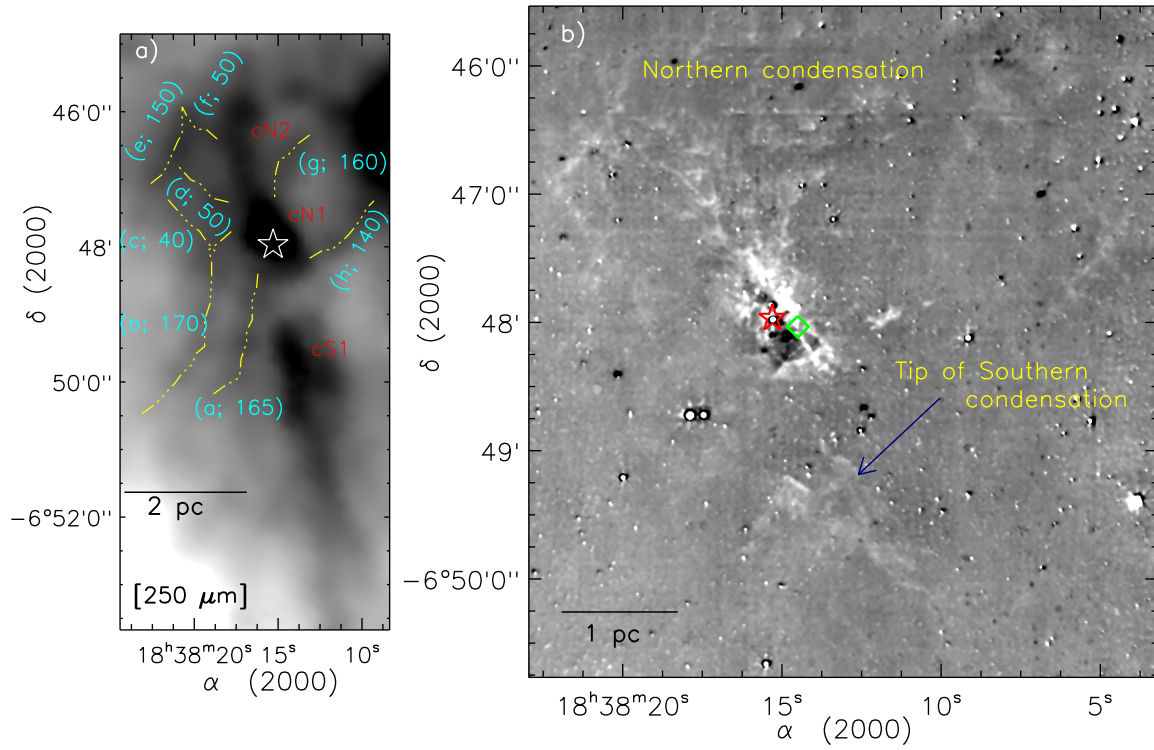 a)
46'0''
48'
50'0''
-6°52'0''
δ (2000)
(e; 150)
(f; 50)
cN2
(g; 160)
(d; 50)
cN1
(c; 40)
(h; 140)
(b; 170)
cS1
(a; 165)
2 pc
[250 μm]
18ʰ38ᵐ20ˢ 15ˢ 10ˢ
α (2000)
b)
46'0''
47'0''
48'
49'
-6°50'0''
δ (2000)
Northern condensation
Tip of Southern
condensation
1 pc
18ʰ38ᵐ20ˢ 15ˢ 10ˢ 5ˢ
α (2000)